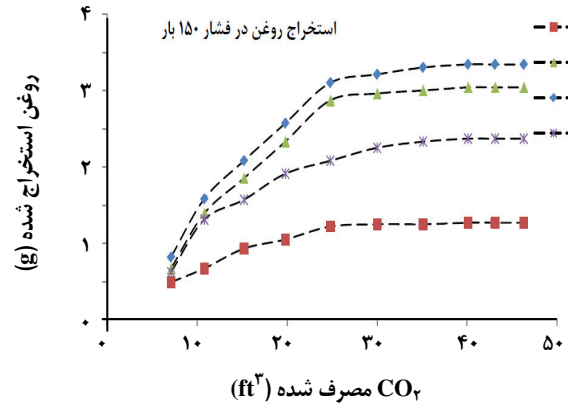 استخراج روغن در فشار ۱۵۰ بار
روغن استخراج شده (g)
۳
۲
۱
۰
۰ ۱۰ ۲۰ ۳۰ ۴۰ ۵۰
CO₂ مصرف شده (ft³)